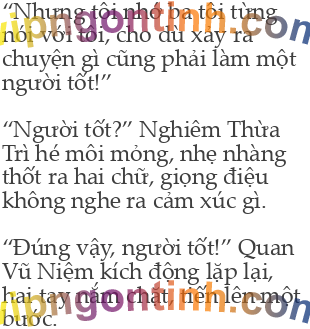 “Nhưng tôi nhớ ba tôi từng
nói với tôi, cho dù xảy ra
chuyện gì cũng phải làm một
người tốt!”
“Người tốt?” Nghiêm Thừa
Trì hé môi mỏng, nhẹ nhàng
thốt ra hai chữ, giọng điệu
không nghe ra cảm xúc gì.
“Đúng vậy, người tốt!” Quan
Vũ Niệm kích động lặp lại,
hai tay nắm chặt, tiến lên một
bước.